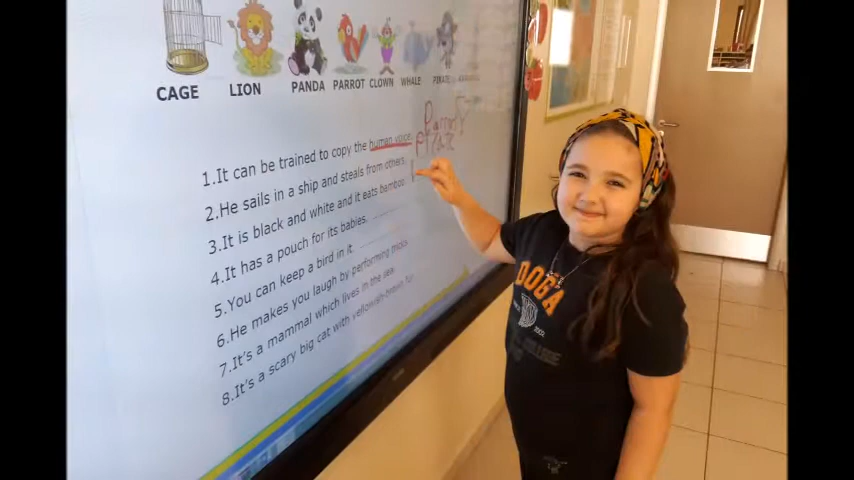 CAGE LION PANDA PARROT CLOWN WHALE PIRATE
Parrot
Pirate
1.It can be trained to copy the human voice.
2.He sails in a ship and steals from others.
3.It is black and white and it eats bamboo.
4.It has a pouch for its babies.
5.You can keep a bird in it.
6.He makes you laugh by performing tricks.
7.It's a mammal which lives in the sea.
8.It's a scary big cat with yellowish-brown fur
DOGA